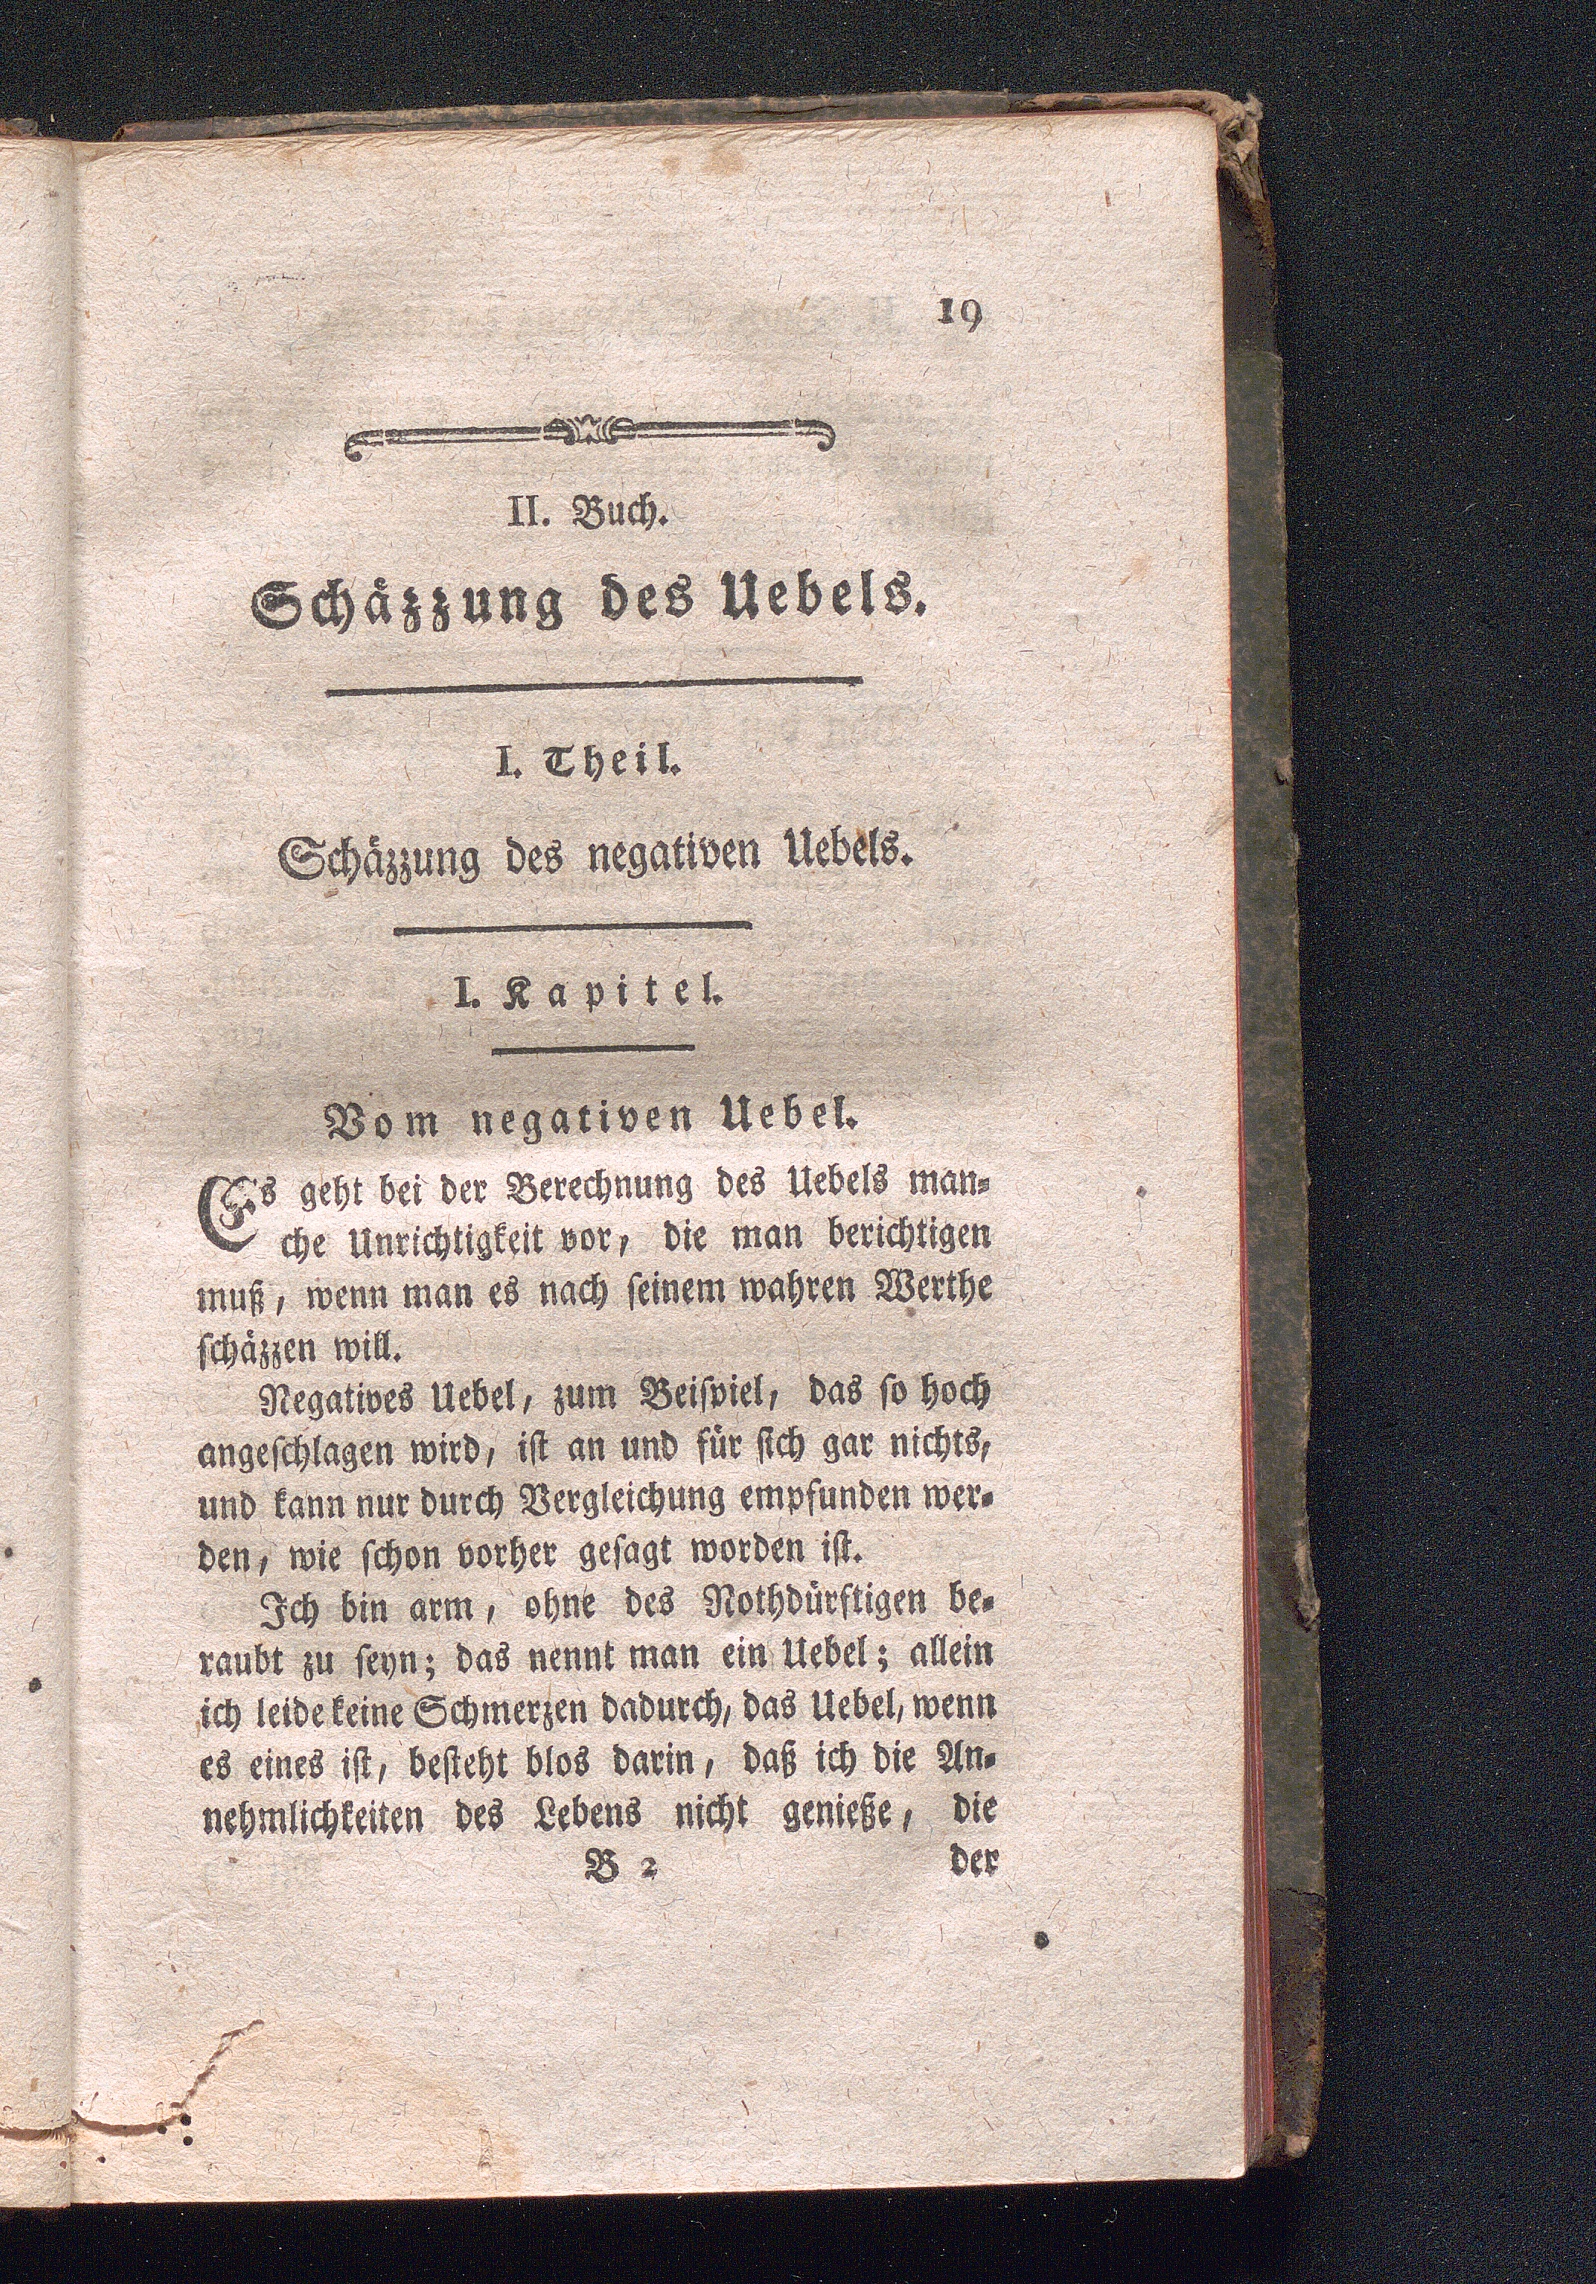 19
II. Buch.
Schäzzung des Uebels.
I. Theil.
Schäzzung des negativen Uebels.
I. Kapitel.
Vom negativen Uebel.
Es geht bei der Berechnung des Uebels man-
che Unrichtigkeit vor, die man berichtigen
muß, wenn man es nach seinem wahren Werthe
schäzzen will.
Negatives Uebel, zum Beispiel, das so hoch
angeschlagen wird, ist an und für sich gar nichts,
und kann nur durch Vergleichung empfunden wer-
den, wie schon vorher gesagt worden ist.
Ich bin arm, ohne des Nothdürftigen be-
raubt zu seyn; das nennt man ein Uebel; allein
ich leide keine Schmerzen dadurch, das Uebel, wenn
es eines ist, besteht blos darin, daß ich die An-
nehmlichkeiten des Lebens nicht genieße, die
B 2 der